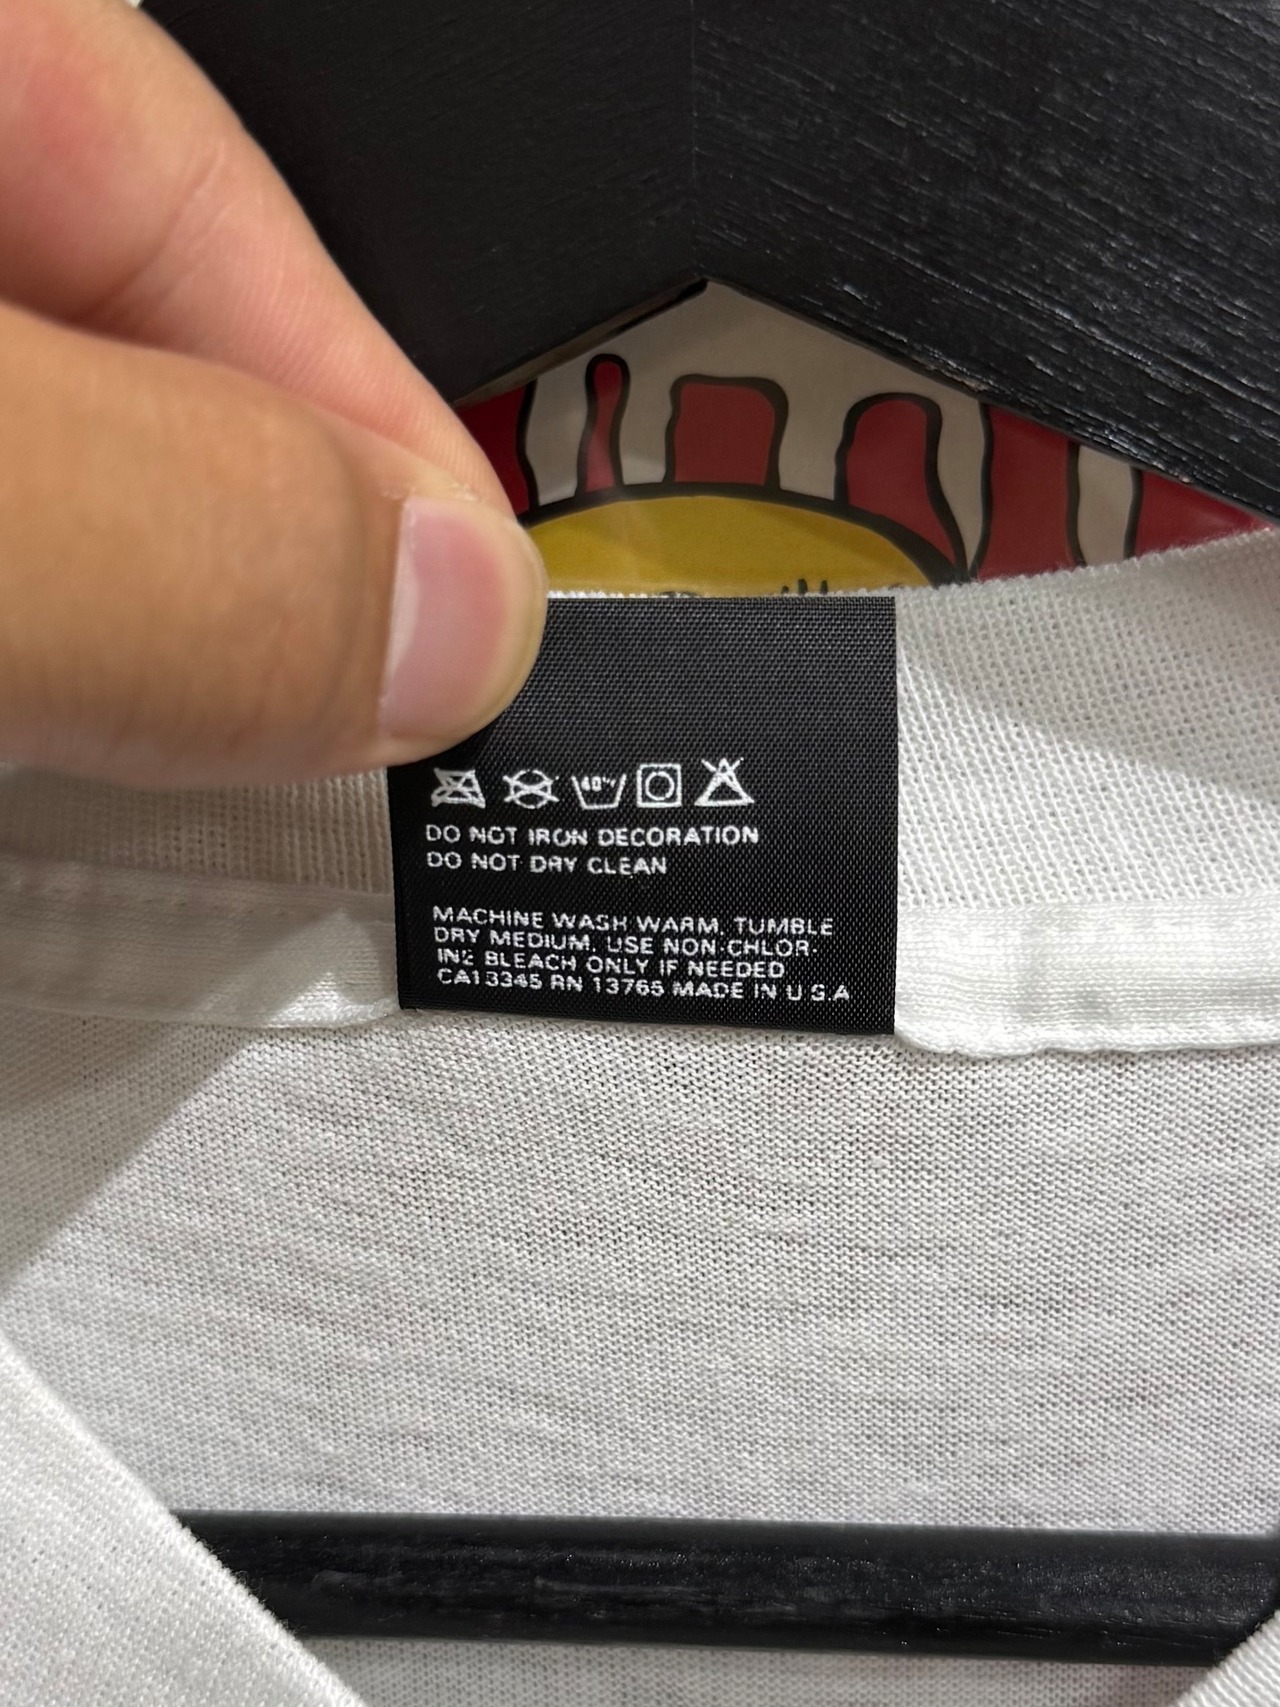 40°
DO NOT IRON DECORATION
DO NOT DRY CLEAN
MACHINE WASH WARM, TUMBLE
DRY MEDIUM, USE NON-CHLOR-
INE BLEACH ONLY IF NEEDED
CA13345 RN 13765 MADE IN U.S.A